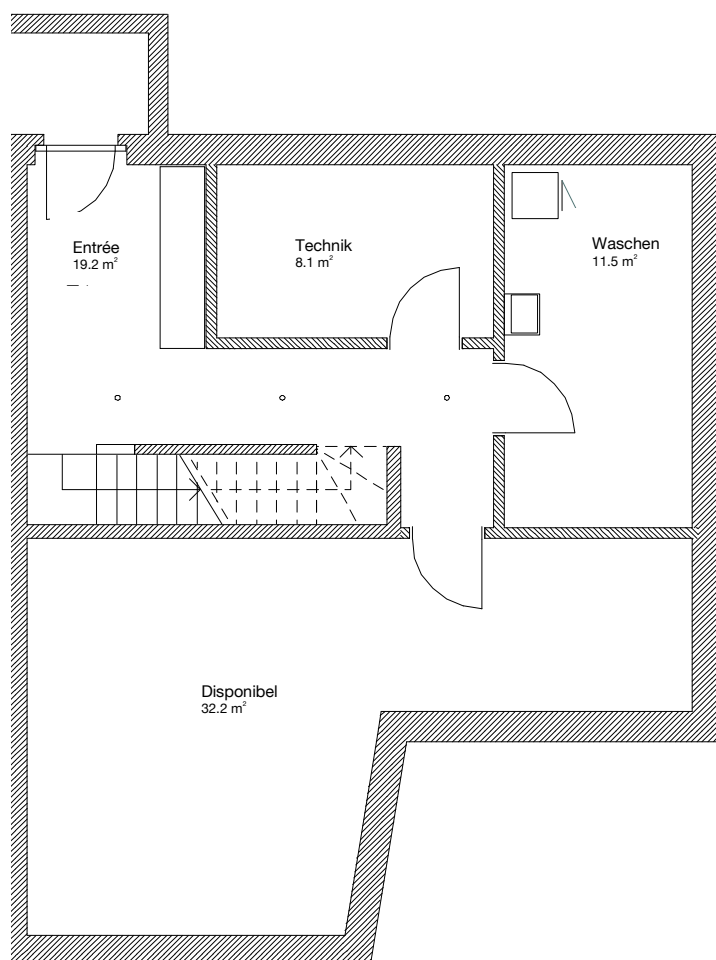 Entrée
19.2 m²
Technik
8.1 m²
Waschen
11.5 m²
Disponibel
32.2 m²